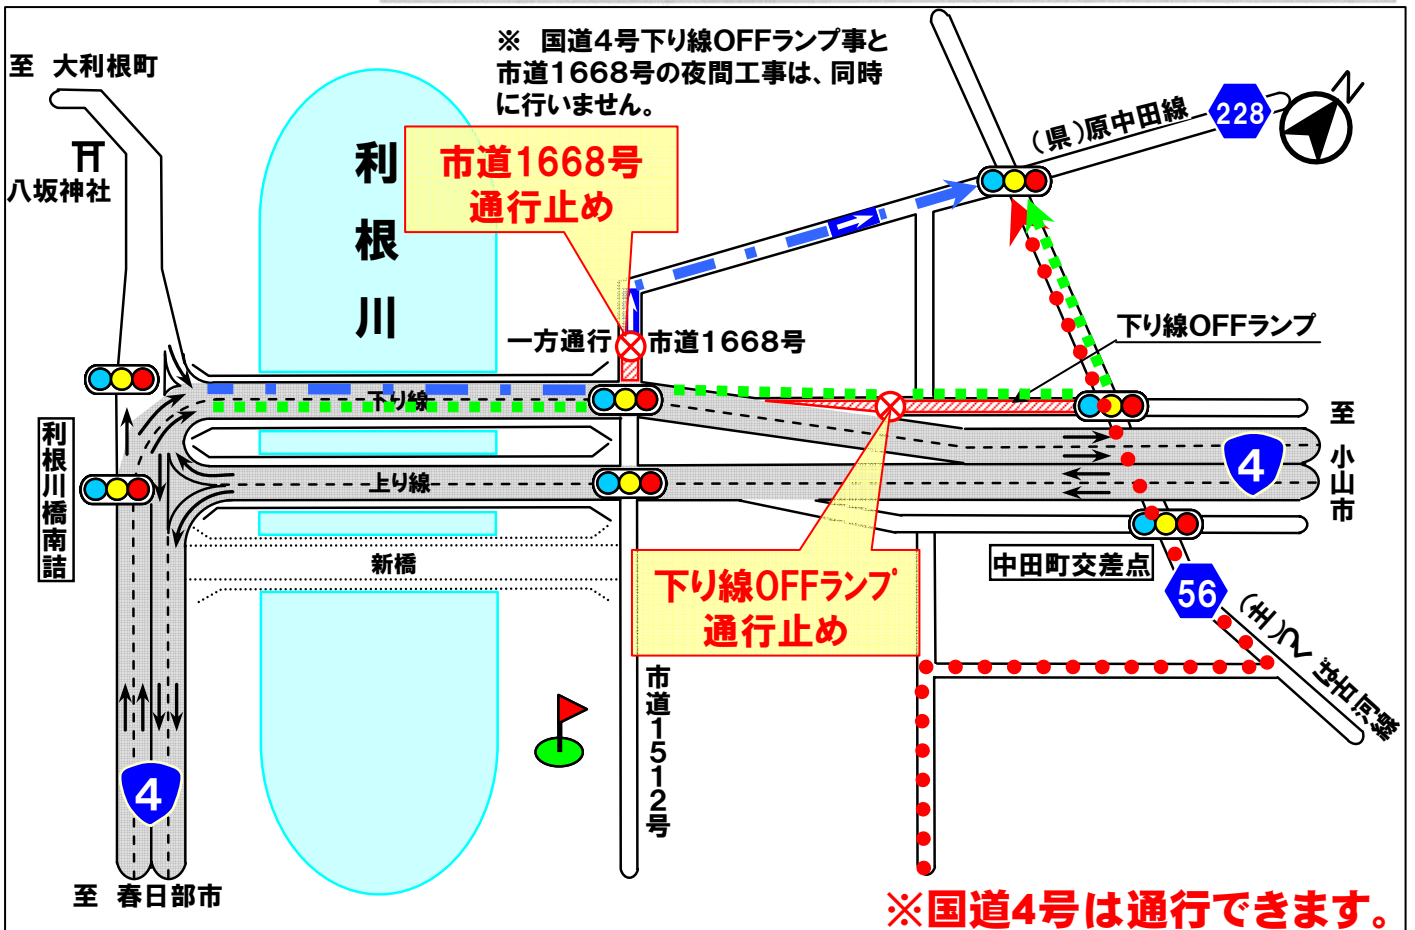 ※ 国道4号下り線OFFランプ事と
市道1668号の夜間工事は、同時
に行いません。
至 大利根町
N
228
(県)原中田線
市道1668号
通行止め
利根川
八坂神社
下り線OFFランプ
一方通行
市道1668号
下り線
至 小山市
利根川橋南詰
4
上り線
新橋
中田町交差点
下り線OFFランプ
通行止め
56
(主)つくば古河線
市道1512号
4
至 春日部市
※国道4号は通行できます。